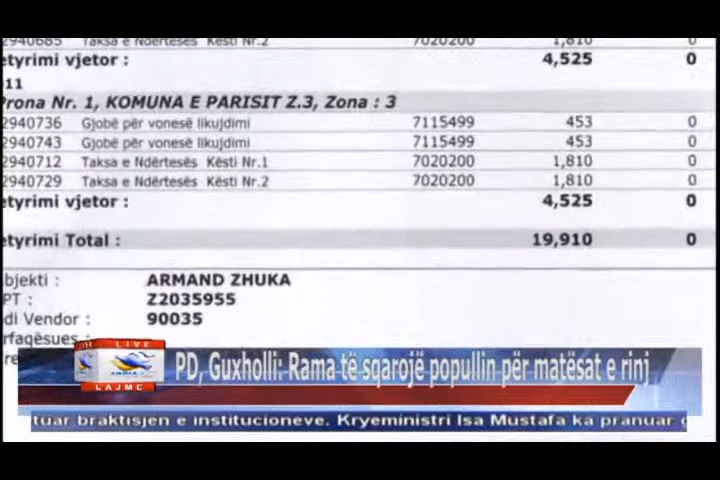 2940685 Taksa e Ndërtesës Kësti Nr.2 7020200 1,810 0
etyrimi vjetor : 4,525 0
11
Prona Nr. 1, KOMUNA E PARISIT Z.3, Zona : 3
2940736 Gjobë për vonesë likujdimi 7115499 453 0
2940743 Gjobë për vonesë likujdimi 7115499 453 0
2940712 Taksa e Ndërtesës Kësti Nr.1 7020200 1,810 0
2940729 Taksa e Ndërtesës Kësti Nr.2 7020200 1,810 0
etyrimi vjetor : 4,525 0
etyrimi Total : 19,910 0
bjekti : ARMAND ZHUKA
PT : Z2035955
di Vendor : 90035
rfaqësues :
LIVE
LAJME
PD, Guxholli: Rama të sqarojë popullin për matësat e rinj
tuar braktisjen e institucioneve. Kryeministri Isa Mustafa ka pranuar